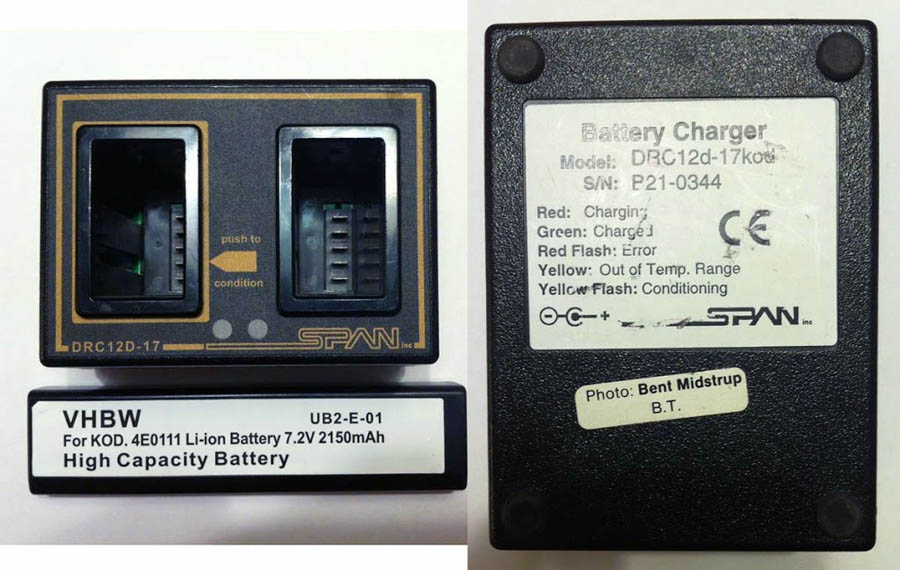 push to
condition
DRC12D-17
SPAN inc
VHBW
UB2-E-01
For KOD. 4E0111 Li-ion Battery 7.2V 2150mAh
High Capacity Battery
Battery Charger
Model: DRC12d-17kod
S/N: P21-0344
Red: Charging
Green: Charged
Red Flash: Error
Yellow: Out of Temp. Range
Yellow Flash: Conditioning
CE
SPAN inc
Photo: Bent Midstrup
B.T.